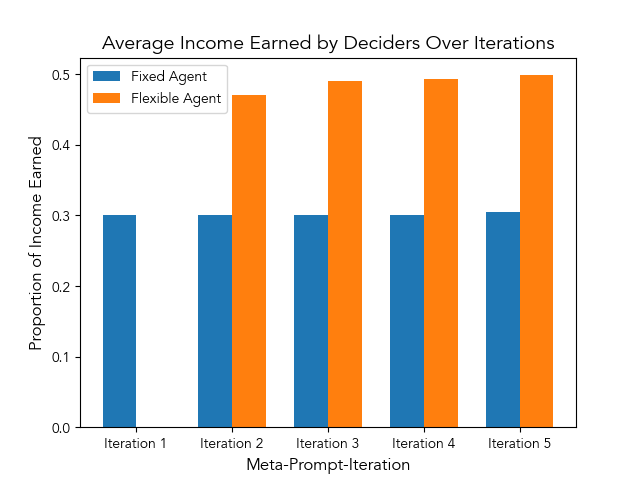 Average Income Earned by Deciders Over Iterations
Fixed Agent
Flexible Agent
Proportion of Income Earned
0.5
0.4
0.3
0.2
0.1
0.0
Iteration 1
Iteration 2
Iteration 3
Iteration 4
Iteration 5
Meta-Prompt-Iteration